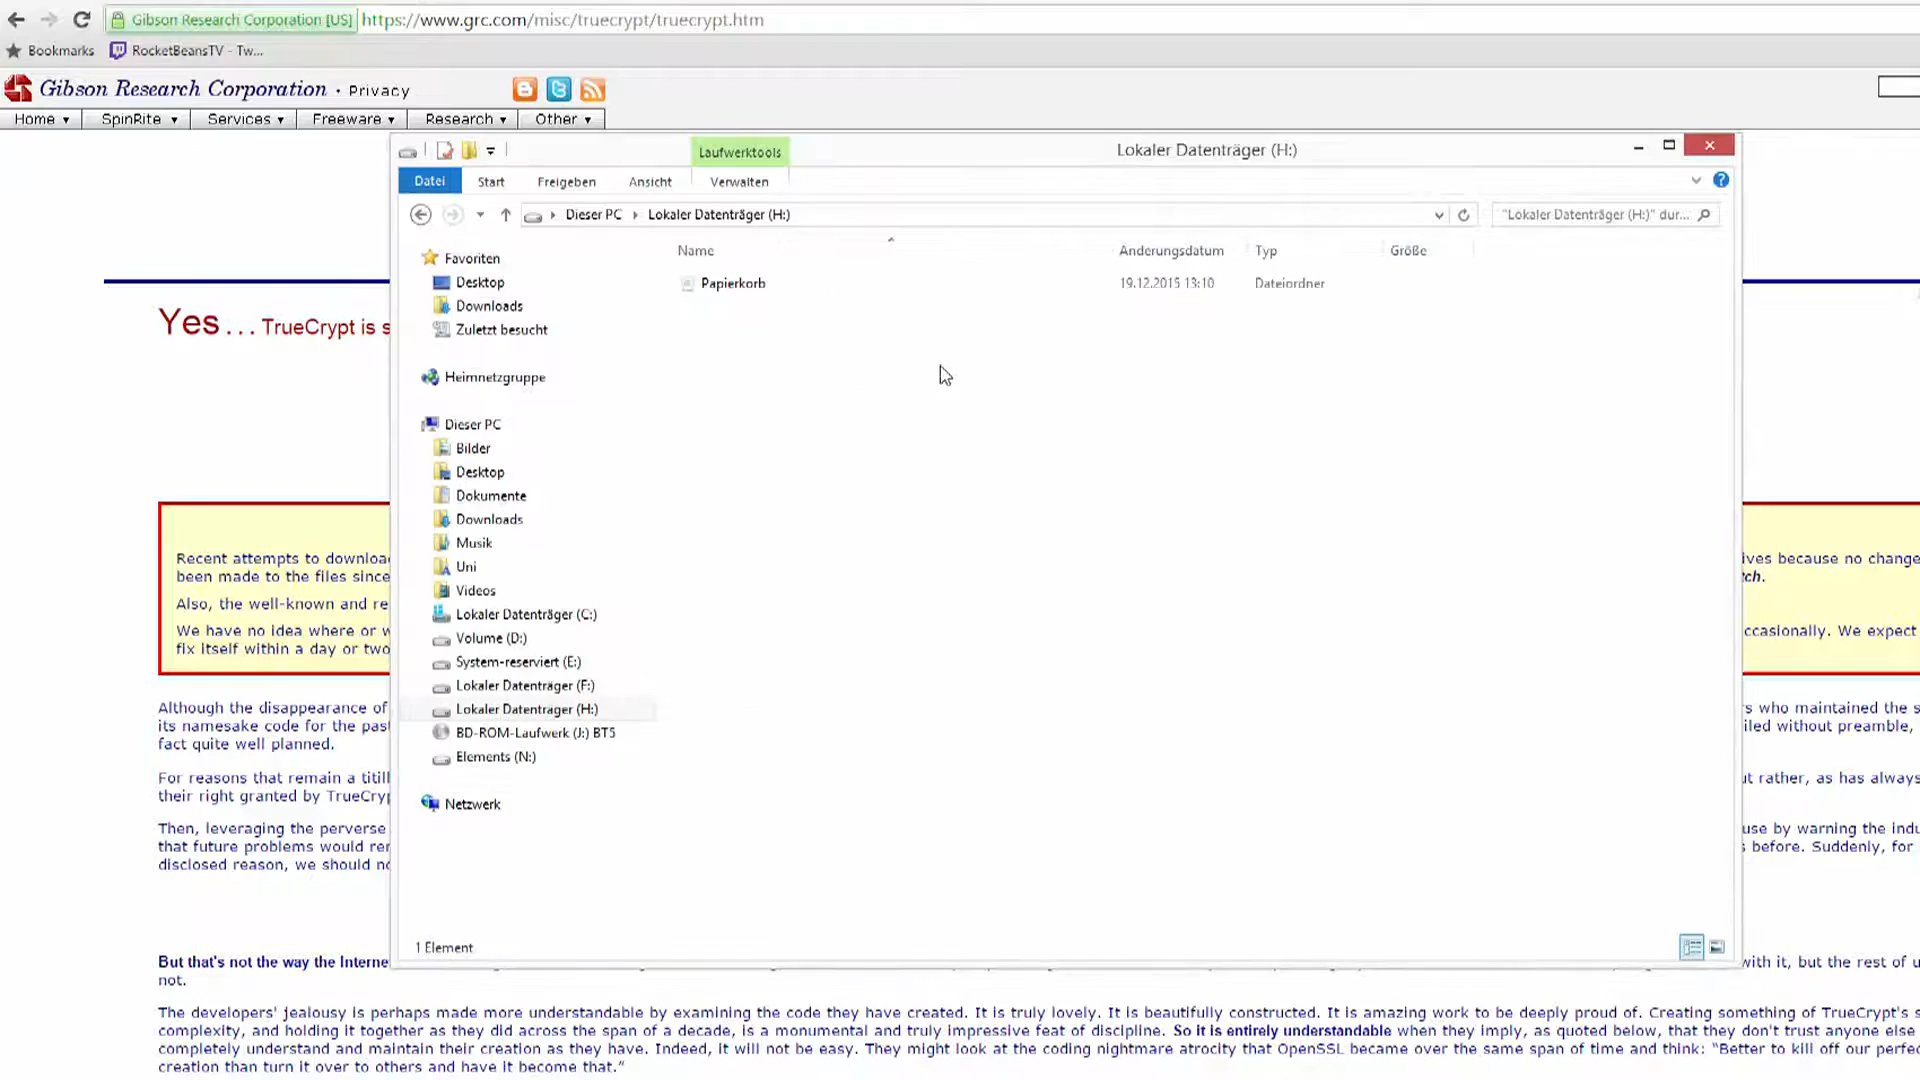 Gibson Research Corporation [US] https://www.grc.com/misc/truecrypt/truecrypt.htm
Bookmarks RocketBeansTV - Tw...
Gibson Research Corporation · Privacy
Home SpinRite Services Freeware Research Other
Laufwerktools Lokaler Datenträger (H:)
Datei Start Freigeben Ansicht Verwalten
Dieser PC Lokaler Datenträger (H:) "Lokaler Datenträger (H:)" dur...
Name Änderungsdatum Typ Größe
Papierkorb 19.12.2015 13:10 Dateiordner
Favoriten
Desktop
Downloads
Zuletzt besucht
Heimnetzgruppe
Dieser PC
Bilder
Desktop
Dokumente
Downloads
Musik
Uni
Videos
Lokaler Datenträger (C:)
Volume (D:)
System-reserviert (E:)
Lokaler Datenträger (F:)
Lokaler Datenträger (H:)
BD-ROM-Laufwerk (J:) BT5
Elements (N:)
Netzwerk
1 Element
Yes... TrueCrypt is
Recent attempts to ives because no change
been made to the files since tch.
Also, the well-known and
We have no idea where or ccasionally. We expect
fix itself within a day or two
Although the disappearance of s who maintained the
its namesake code for the past iled without preamble,
fact quite well planned.
For reasons that remain a ut rather, as has always
their right granted by
Then, leveraging the perverse use by warning the
that future problems would s before. Suddenly, for
disclosed reason, we should
But that's not the way the with it, but the rest of
not.
The developers' jealousy is perhaps made more understandable by examining the code they have created. It is truly lovely. It is beautifully constructed. It is amazing work to be deeply proud of. Creating something of TrueCrypt's
complexity, and holding it together as they did across the span of a decade, is a monumental and truly impressive feat of discipline. So it is entirely understandable when they imply, as quoted below, that they don't trust anyone else
completely understand and maintain their creation as they have. Indeed, it will not be easy. They might look at the coding nightmare atrocity that OpenSSL became over the same span of time and think: “Better to kill off our
creation than turn it over to others and have it become that.”